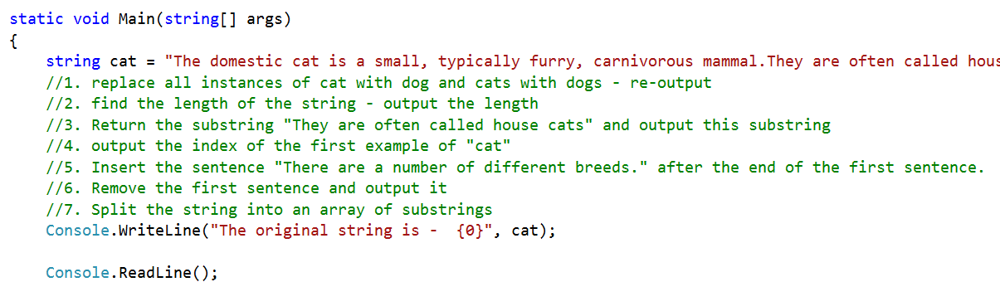 static void Main(string[] args)
{
string cat = "The domestic cat is a small, typically furry, carnivorous mammal.They are often called
//1. replace all instances of cat with dog and cats with dogs - re-output
//2. find the length of the string - output the length
//3. Return the substring "They are often called house cats" and output this substring
//4. output the index of the first example of "cat"
//5. Insert the sentence "There are a number of different breeds." after the end of the first sentence.
//6. Remove the first sentence and output it
//7. Split the string into an array of substrings
Console.WriteLine("The original string is -  {0}", cat);
Console.ReadLine();